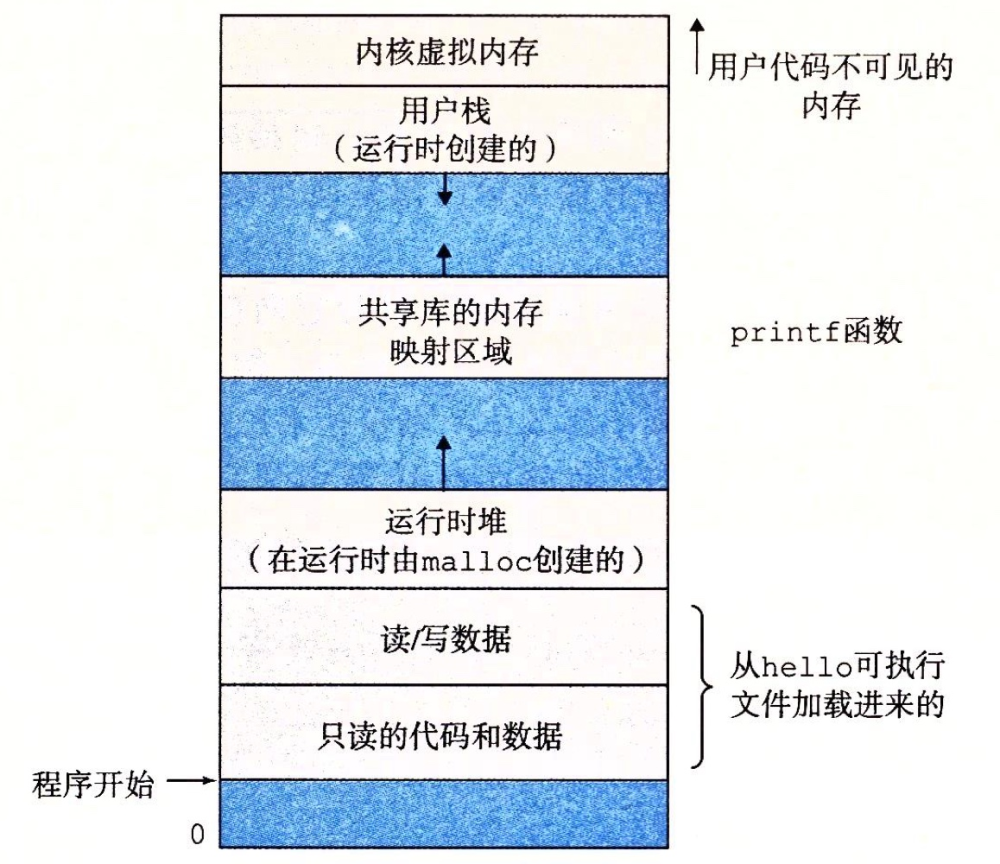 内核虚拟内存
用户代码不可见的
内存
用户栈
（运行时创建的）
共享库的内存
映射区域
printf函数
运行时堆
（在运行时由malloc创建的）
读/写数据
从hello可执行
文件加载进来的
只读的代码和数据
程序开始
0